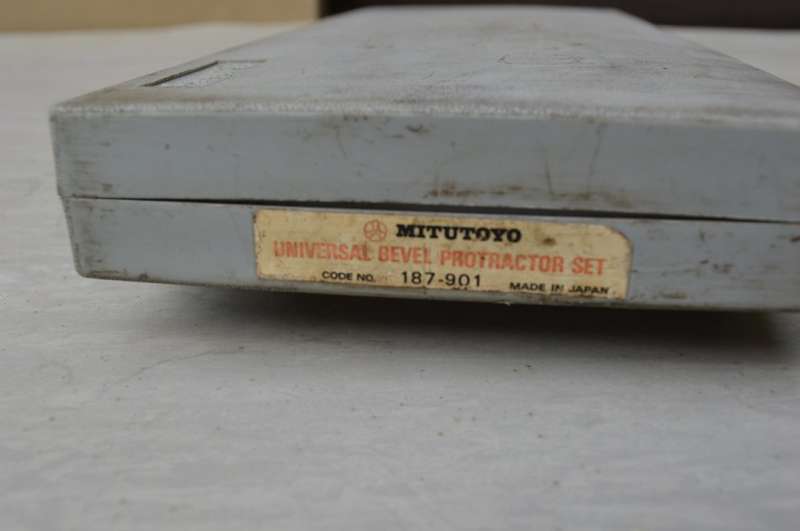 MITUTOYO
UNIVERSAL BEVEL PROTRACTOR SET
CODE NO. 187-901 MADE IN JAPAN